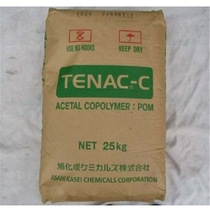 USE NO HOOKS
KEEP DRY
TENAC-C
ACETAL COPOLYMER : POM
NET 25kg
旭化成ケミカルズ株式会社
ASAHI KASEI CHEMICALS CORPORATION